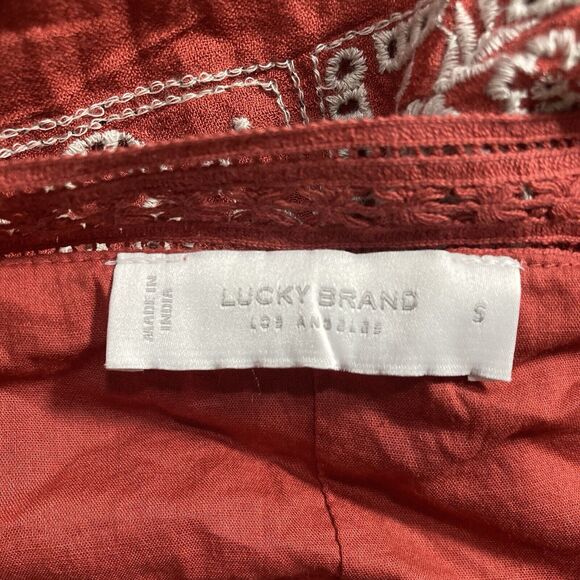 MADE IN
INDIA
LUCKY BRAND
LOS ANGELES
S